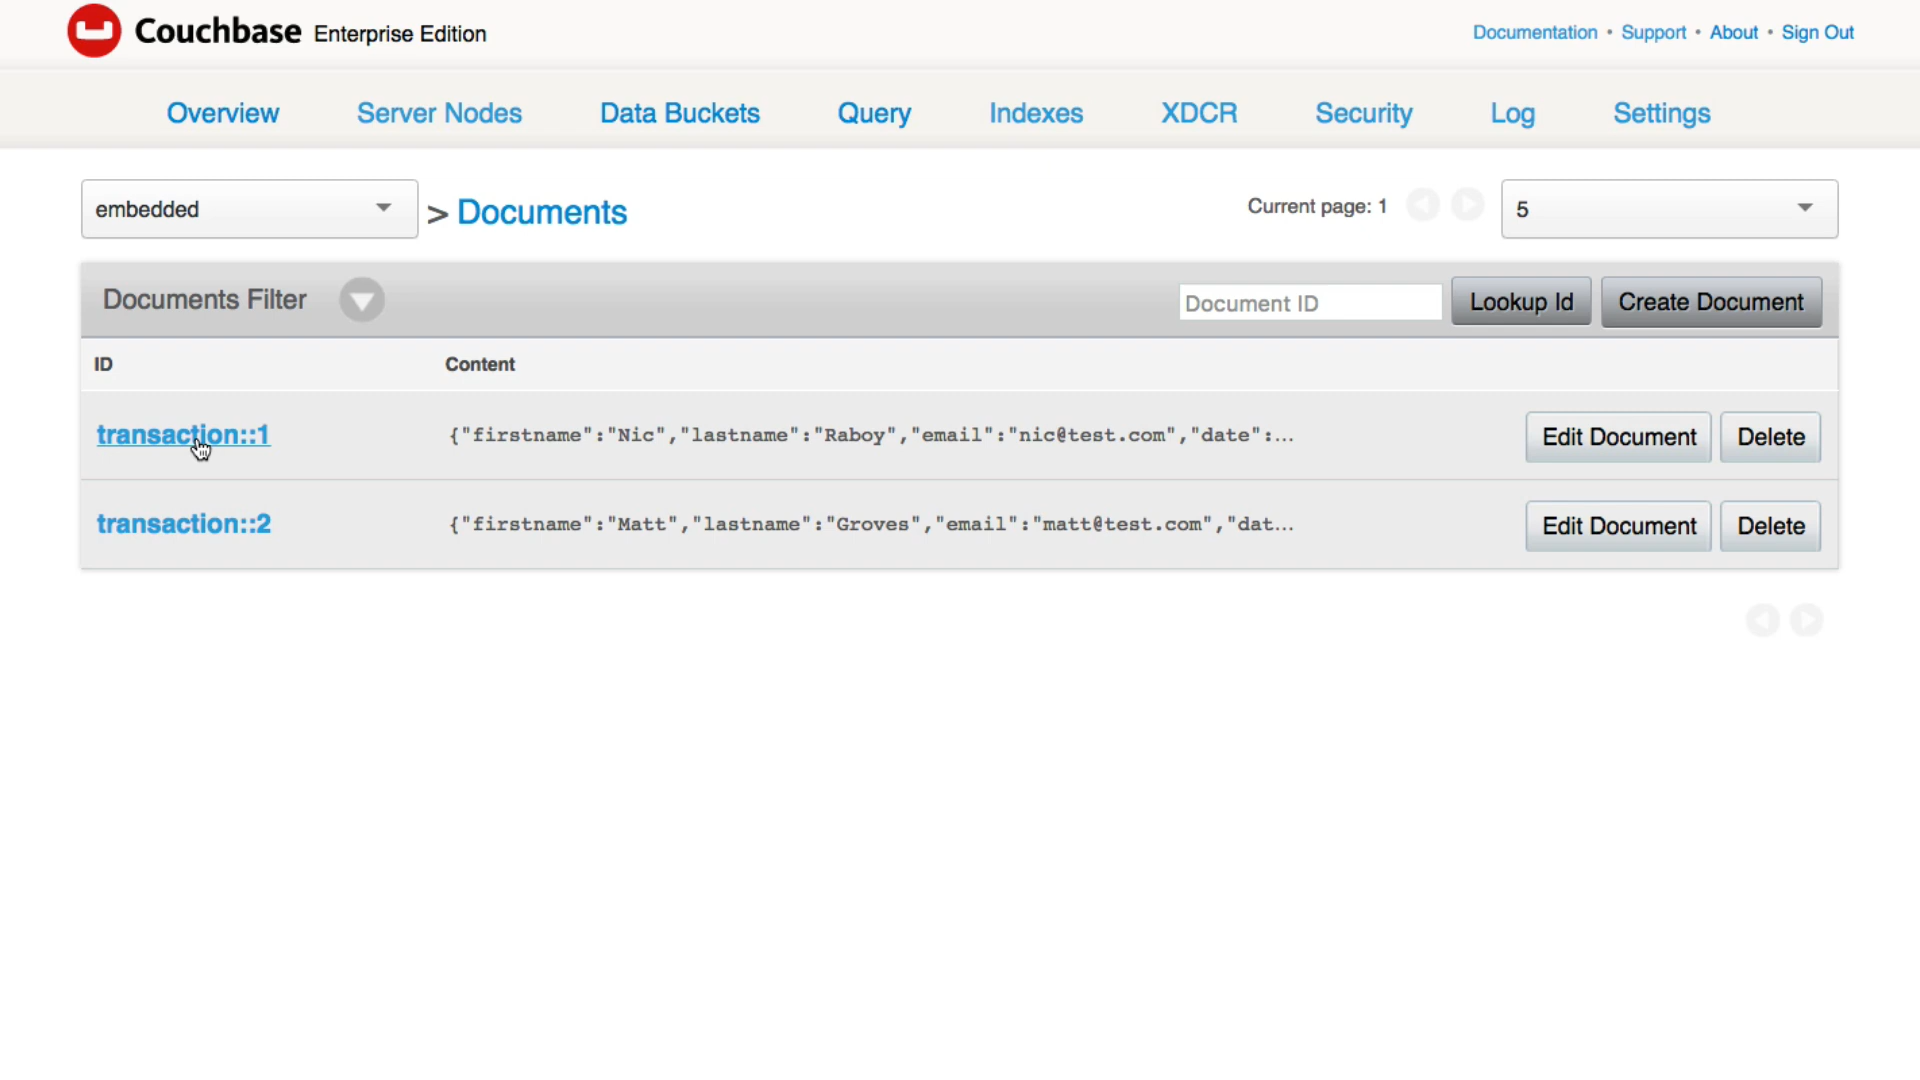 Couchbase Enterprise Edition
Documentation • Support • About • Sign Out
Overview Server Nodes Data Buckets Query Indexes XDCR Security Log Settings
embedded > Documents Current page: 1 5
Documents Filter Document ID Lookup Id Create Document
ID Content
transaction::1 {"firstname":"Nic","lastname":"Raboy","email":"nic@test.com","date":... Edit Document Delete
transaction::2 {"firstname":"Matt","lastname":"Groves","email":"matt@test.com","dat... Edit Document Delete